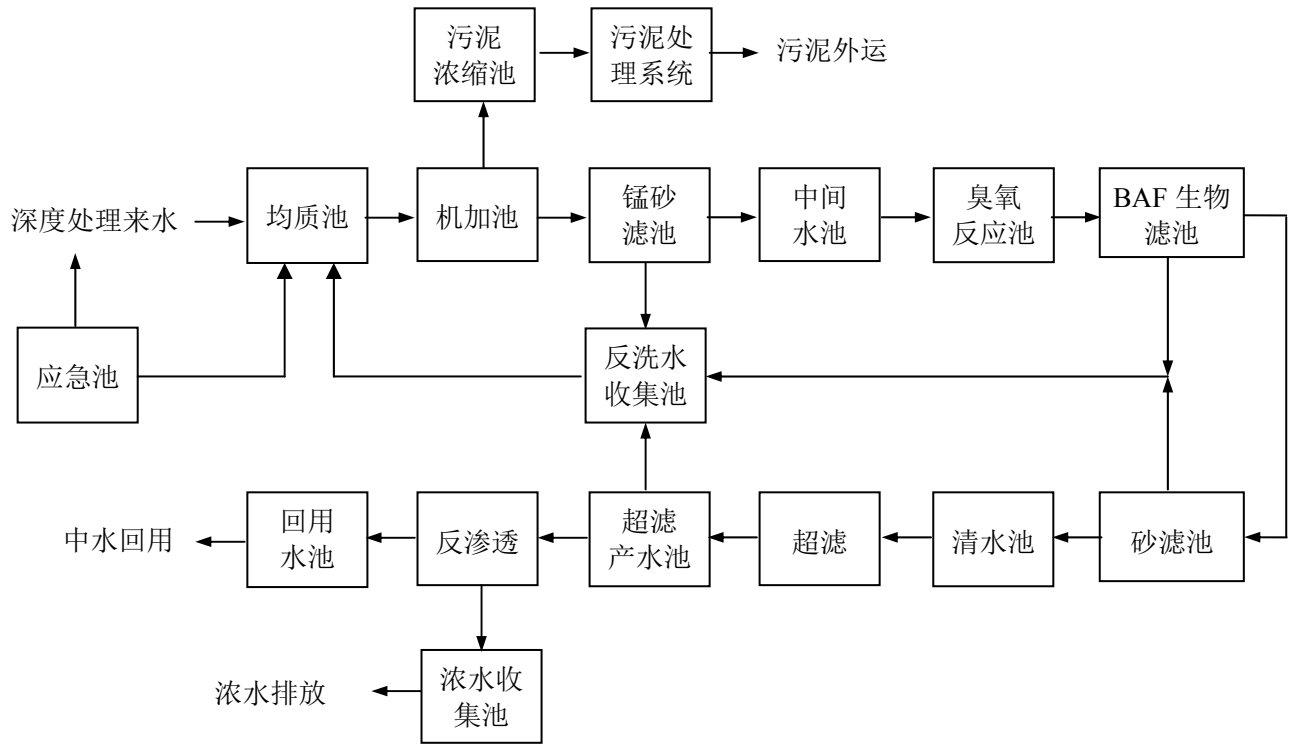 污泥
浓缩池
污泥处
理系统
污泥外运
深度处理来水
均质池
机加池
锰砂
滤池
中间
水池
臭氧
反应池
BAF 生物
滤池
应急池
反洗水
收集池
中水回用
回用
水池
反渗透
超滤
产水池
超滤
清水池
砂滤池
浓水排放
浓水收
集池